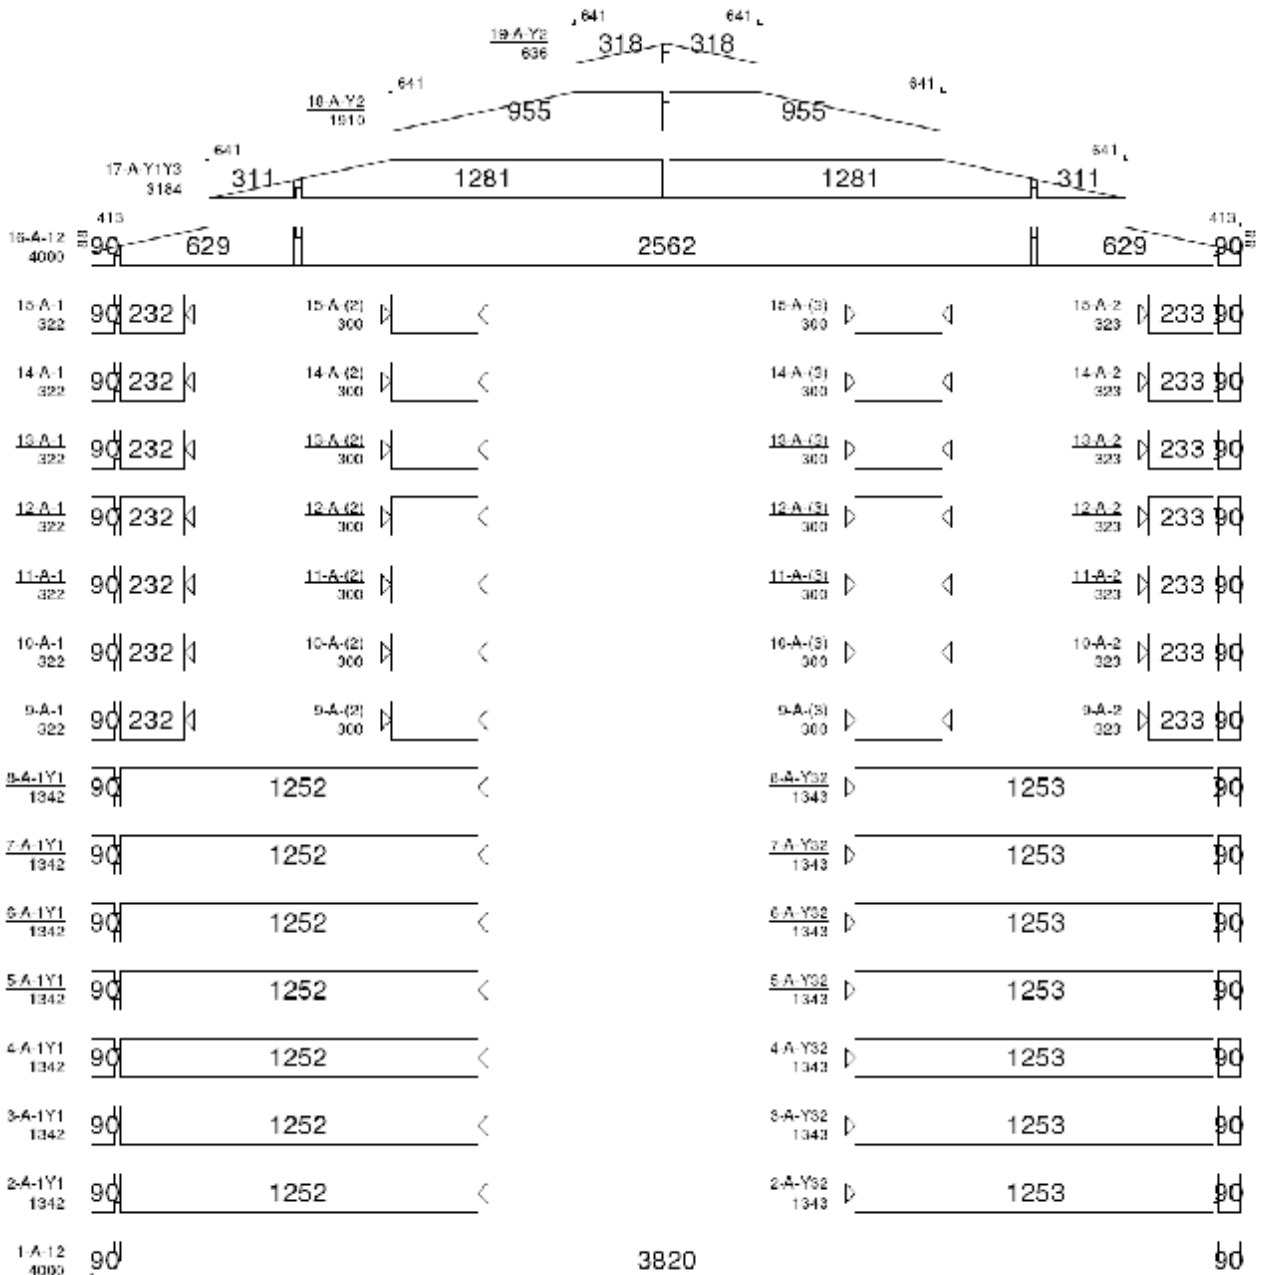 641 641
19-A-Y2 318 318
636
641 641
18-A-Y2 955 955
1910
641 641
17-A-Y1Y3 311 1281 1281 311
3184
413 413
16-A-12 90 629 2562 629 90
4000
15-A-1 90 232 15-A-(2) 15-A-(3) 15-A-2 233 90
322 300 300 323
14-A-1 90 232 14-A-(2) 14-A-(3) 14-A-2 233 90
322 300 300 323
13-A-1 90 232 13-A-(2) 13-A-(3) 13-A-2 233 90
322 300 300 323
12-A-1 90 232 12-A-(2) 12-A-(3) 12-A-2 233 90
322 300 300 323
11-A-1 90 232 11-A-(2) 11-A-(3) 11-A-2 233 90
322 300 300 323
10-A-1 90 232 10-A-(2) 10-A-(3) 10-A-2 233 90
322 300 300 323
9-A-1 90 232 9-A-(2) 9-A-(3) 9-A-2 233 90
322 300 300 323
8-A-1Y1 90 1252 8-A-Y32 1253 90
1342 1343
7-A-1Y1 90 1252 7-A-Y32 1253 90
1342 1343
6-A-1Y1 90 1252 6-A-Y32 1253 90
1342 1343
5-A-1Y1 90 1252 5-A-Y32 1253 90
1342 1343
4-A-1Y1 90 1252 4-A-Y32 1253 90
1342 1343
3-A-1Y1 90 1252 3-A-Y32 1253 90
1342 1343
2-A-1Y1 90 1252 2-A-Y32 1253 90
1342 1343
1-A-12 90 3820 90
4000